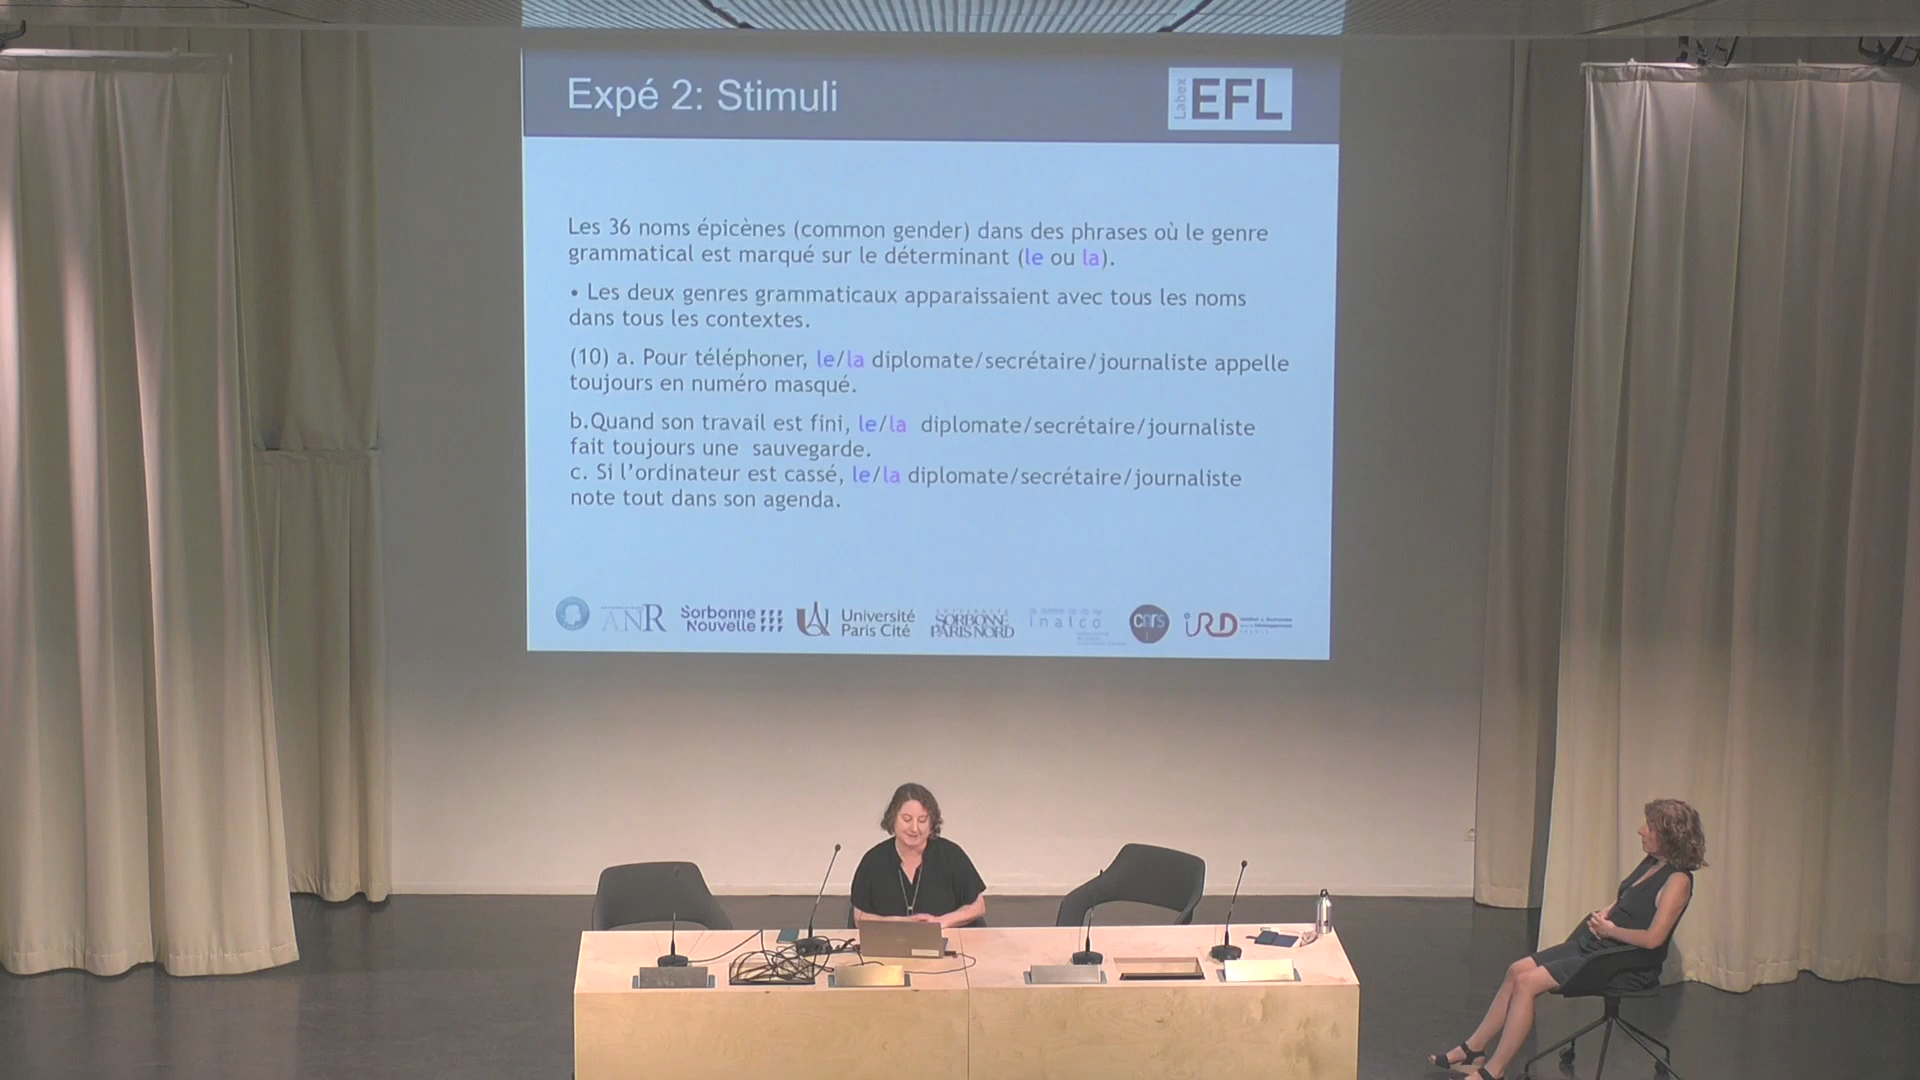 Expé 2: Stimuli
Labex EFL
Les 36 noms épicènes (common gender) dans des phrases où le genre
grammatical est marqué sur le déterminant (le ou la).
• Les deux genres grammaticaux apparaissaient avec tous les noms
dans tous les contextes.
(10) a. Pour téléphoner, le/la diplomate/secrétaire/journaliste appelle
toujours en numéro masqué.
b.Quand son travail est fini, le/la diplomate/secrétaire/journaliste
fait toujours une sauvegarde.
c. Si l'ordinateur est cassé, le/la diplomate/secrétaire/journaliste
note tout dans son agenda.
ANR
Sorbonne
Nouvelle
Université
Paris Cité
SORBONNE
PARIS NORD
inalco
cnrs
iRD